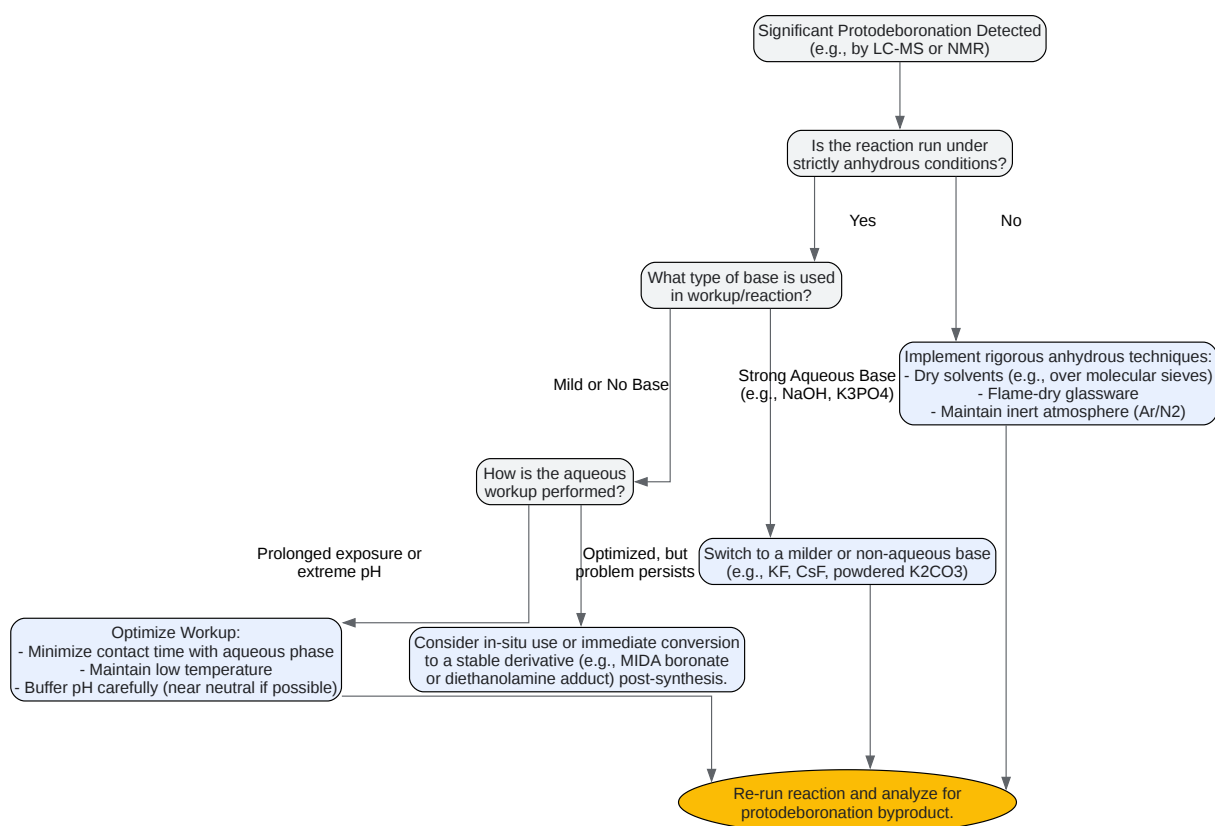 Significant Protodeboronation Detected
(e.g., by LC-MS or NMR)
Is the reaction run under
strictly anhydrous conditions?
Yes
No
What type of base is used
in workup/reaction?
Implement rigorous anhydrous techniques:
- Dry solvents (e.g., over molecular sieves)
- Flame-dry glassware
- Maintain inert atmosphere (Ar/N2)
Mild or No Base
Strong Aqueous Base
(e.g., NaOH, K3PO4)
How is the aqueous
workup performed?
Prolonged exposure or
extreme pH
Optimized, but
problem persists
Switch to a milder or non-aqueous base
(e.g., KF, CsF, powdered K2CO3)
Optimize Workup:
- Minimize contact time with aqueous phase
- Maintain low temperature
- Buffer pH carefully (near neutral if possible)
Consider in-situ use or immediate conversion
to a stable derivative (e.g., MIDA boronate
or diethanolamine adduct) post-synthesis.
Re-run reaction and analyze for
protodeboronation byproduct.